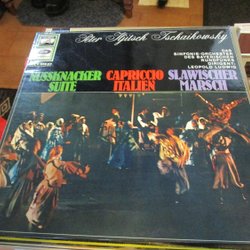 Peter Iljitsch Tschaikowsky
DAS
SINFONIE-ORCHESTER
DES BAYERISCHEN
RUNDFUNKS
DIRIGENT:
LEOPOLD LUDWIG
NUSSKNACKER
SUITE
CAPRICCIO
ITALIEN
SLAWISCHER
MARSCH